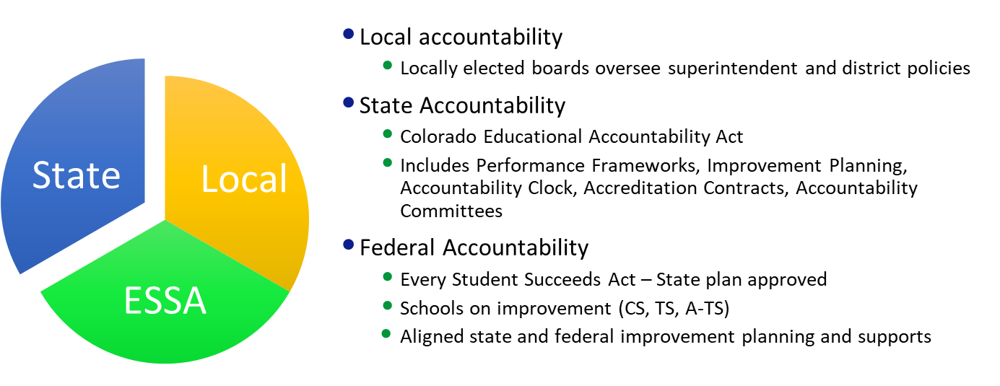 State
Local
ESSA
Local accountability
Locally elected boards oversee superintendent and district policies
State Accountability
Colorado Educational Accountability Act
Includes Performance Frameworks, Improvement Planning,
Accountability Clock, Accreditation Contracts, Accountability
Committees
Federal Accountability
Every Student Succeeds Act – State plan approved
Schools on improvement (CS, TS, A-TS)
Aligned state and federal improvement planning and supports